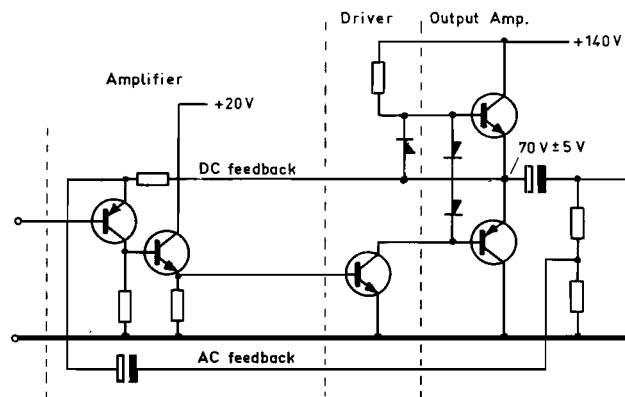 Driver
Output Amp.
+140V
Amplifier
+20V
70V±5V
DC feedback
AC feedback